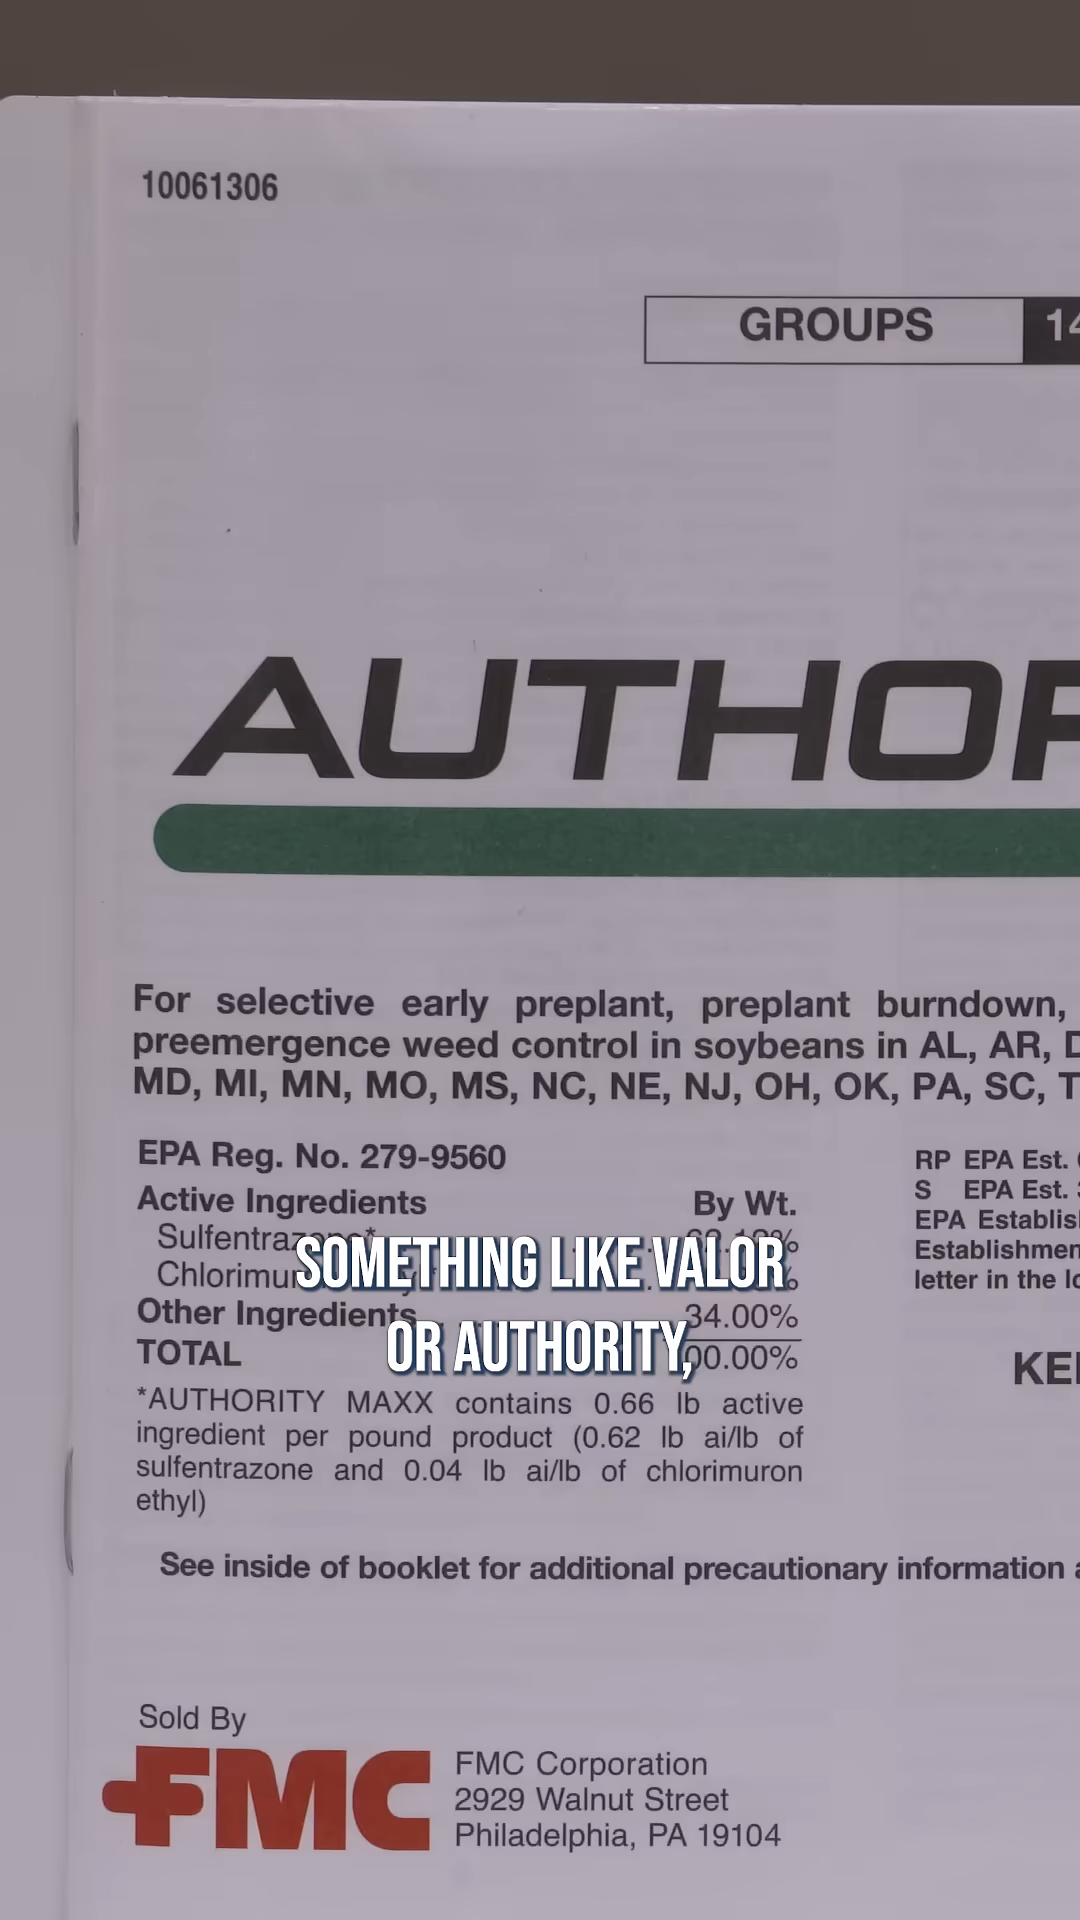 10061306
GROUPS 14
AUTHOR
For selective early preplant, preplant burndown,
preemergence weed control in soybeans in AL, AR,
MD, MI, MN, MO, MS, NC, NE, NJ, OH, OK, PA, SC,
EPA Reg. No. 279-9560
Active Ingredients By Wt.
Sulfentrazone*
Other Ingredients 34.00%
TOTAL
*AUTHORITY MAXX contains 0.66 lb active
ingredient per pound product (0.62 lb ai/lb of
sulfentrazone and 0.04 lb ai/lb of chlorimuron
ethyl)
RP EPA Est.
S EPA Est.
EPA
letter in the
SOMETHING LIKE VALOR
OR AUTHORITY,
See inside of booklet for additional precautionary information
Sold By
FMC
FMC Corporation
2929 Walnut Street
Philadelphia, PA 19104